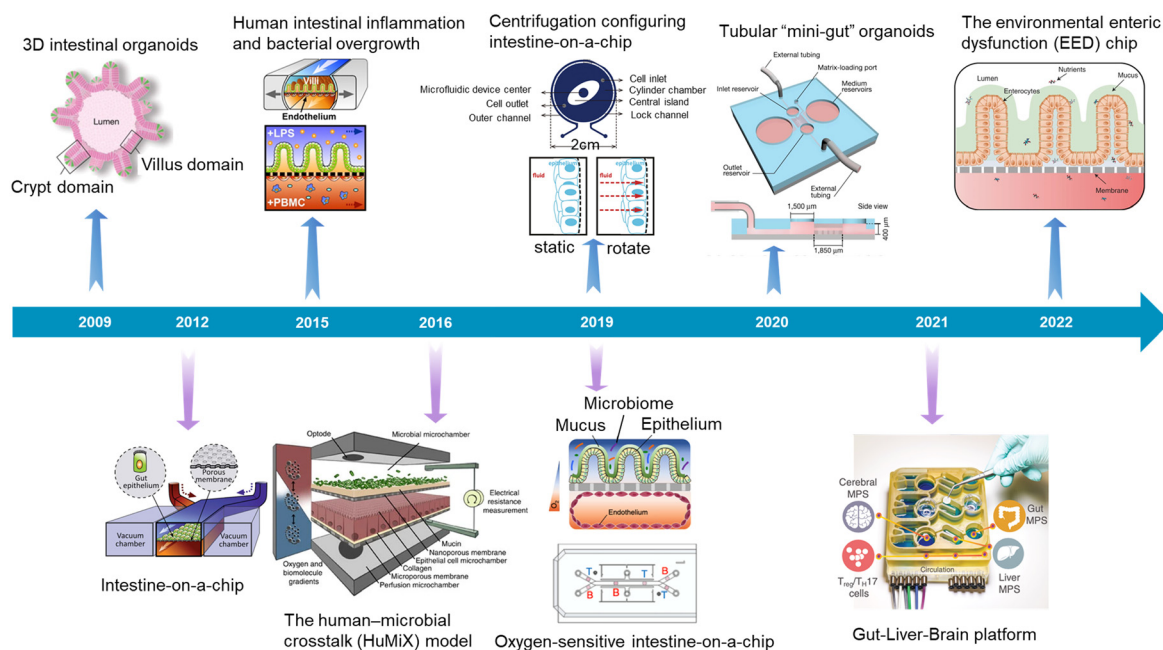 3D intestinal organoids
Lumen
Villus domain
Crypt domain
Human intestinal inflammation
and bacterial overgrowth
Villi
Endothelium
+LPS
+PBMC
Centrifugation configuring
intestine-on-a-chip
Microfluidic device center
Cell outlet
Outer channel
Cell inlet
Cylinder chamber
Central island
Lock channel
2cm
epithelium
fluid
epithelium
fluid
static
rotate
Tubular “mini-gut” organoids
External tubing
Matrix-loading port
Inlet reservoir
Medium
reservoirs
Outlet
reservoir
External
tubing
1,500 µm
Side view
400 µm
1,850 µm
The environmental enteric
dysfunction (EED) chip
Lumen
Nutrients
Mucus
Enterocytes
Membrane
2009
2012
2015
2016
2019
2020
2021
2022
Gut
epithelium
Porous
membrane
Vacuum
chamber
Vacuum
chamber
Intestine-on-a-chip
Optode
Microbial microchamber
Electrical
resistance
measurement
Oxygen and
biomolecule
gradients
Mucin
Nanoporous membrane
Epithelial cell microchamber
Collagen
Microporous membrane
Perfusion microchamber
The human–microbial
crosstalk (HuMiX) model
Microbiome
Mucus
Epithelium
O₂
Endothelium
T
T
B
B
B
B
T
T
Oxygen-sensitive intestine-on-a-chip
Cerebral
MPS
Gut
MPS
Treg/TH17
cells
Liver
MPS
Circulation
Gut-Liver-Brain platform